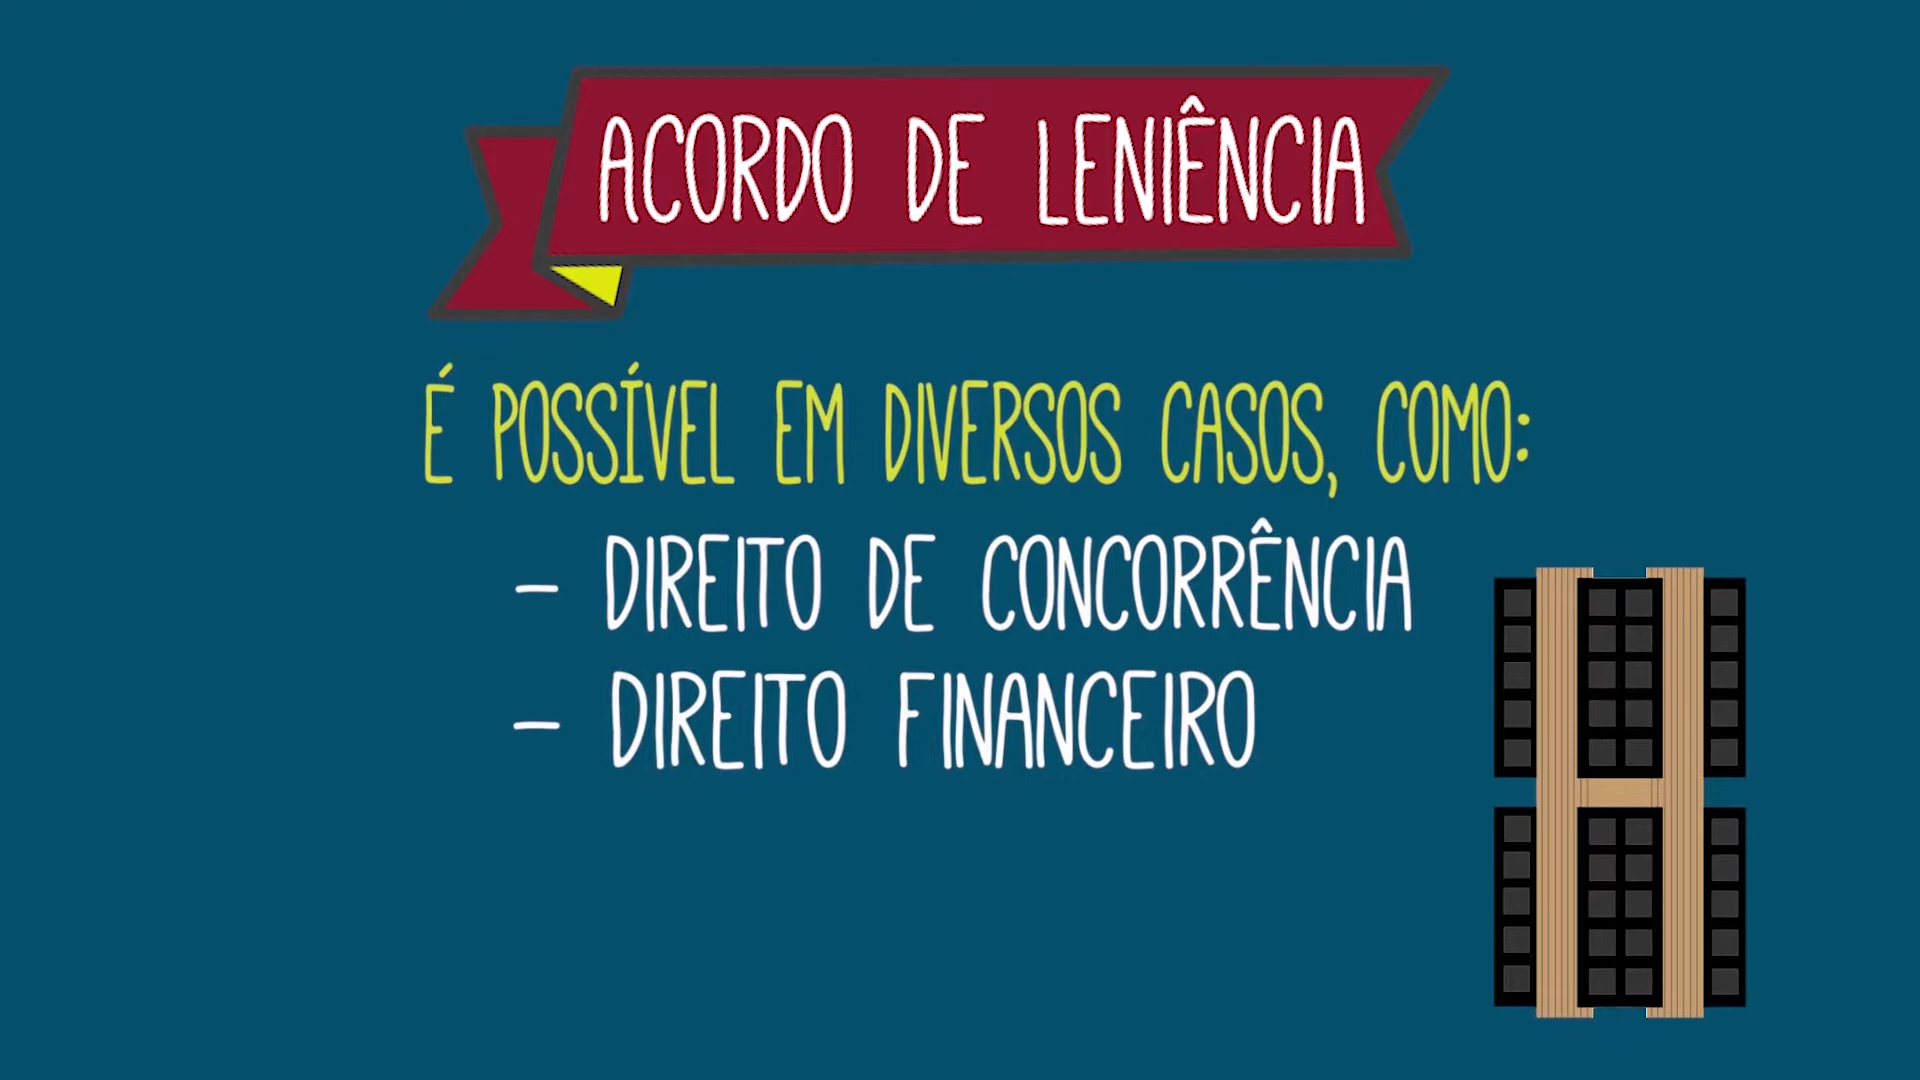 ACORDO DE LENIÊNCIA
É POSSÍVEL EM DIVERSOS CASOS, COMO:
- DIREITO DE CONCORRÊNCIA
- DIREITO FINANCEIRO